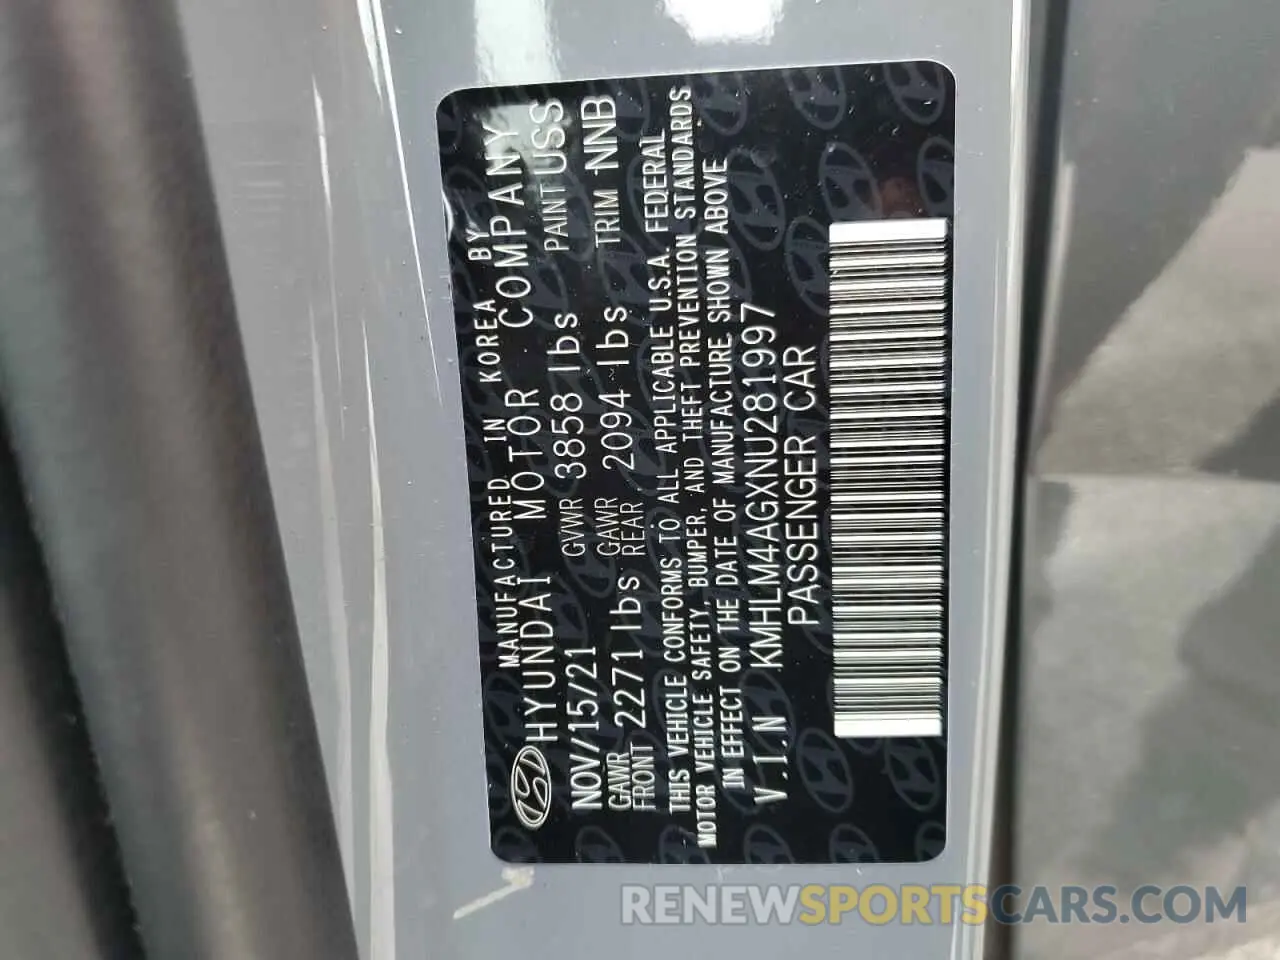 MANUFACTURED IN KOREA BY
HYUNDAI MOTOR COMPANY
NOV/15/21 GVWR 3858 lbs PAINT USS
GAWR FRONT 2271 lbs GAWR REAR 2094 lbs TRIM NNB
THIS VEHICLE CONFORMS TO ALL APPLICABLE U.S.A. FEDERAL
MOTOR VEHICLE SAFETY, BUMPER, AND THEFT PREVENTION STANDARDS
IN EFFECT ON THE DATE OF MANUFACTURE SHOWN ABOVE
V.I.N KMHLM4AGXNU281997
PASSENGER CAR
RENEWSPORTSCARS.COM